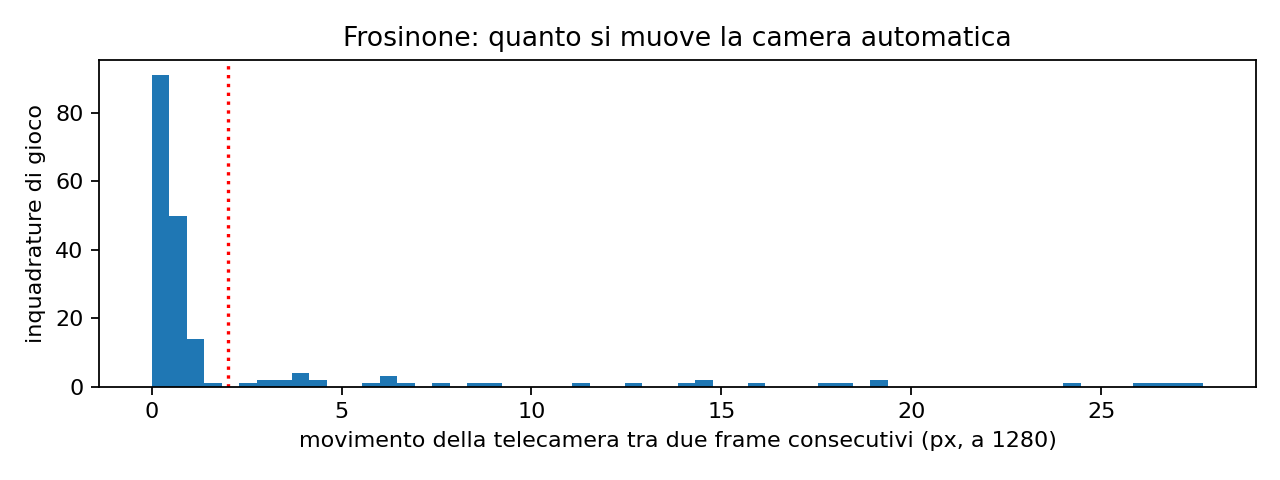 Frosinone: quanto si muove la camera automatica
inquadrature di gioco
80
60
40
20
0
0 5 10 15 20 25
movimento della telecamera tra due frame consecutivi (px, a 1280)